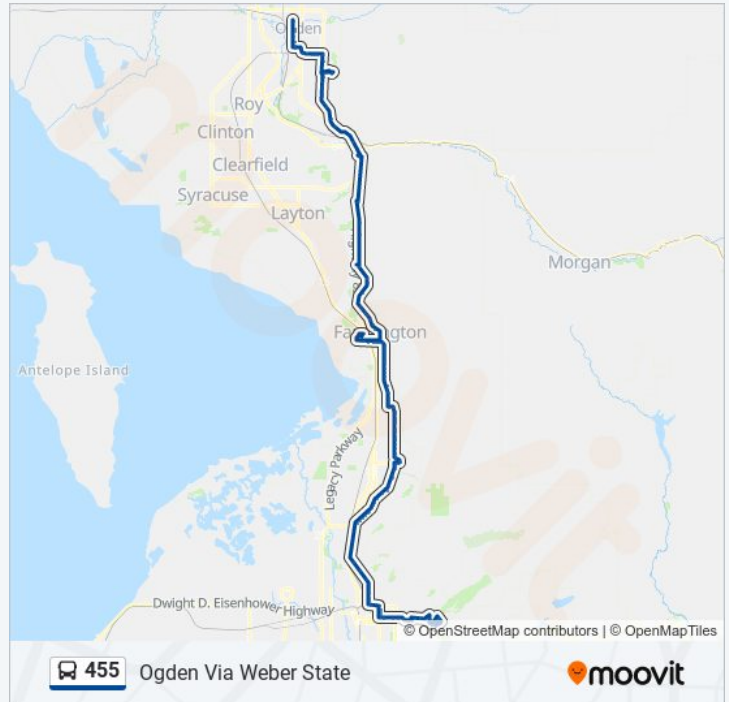 Ogden
Roy
Clinton
Clearfield
Syracuse
Layton
Morgan
Antelope Island
Legacy Parkway
Dwight D. Eisenhower Highway
© OpenStreetMap contributors | © OpenMapTiles
455 Ogden Via Weber State
moovit